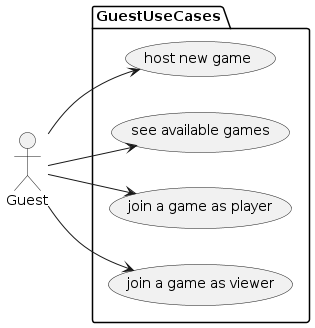 GuestUseCases
host new game
see available games
Guest
join a game as player
join a game as viewer